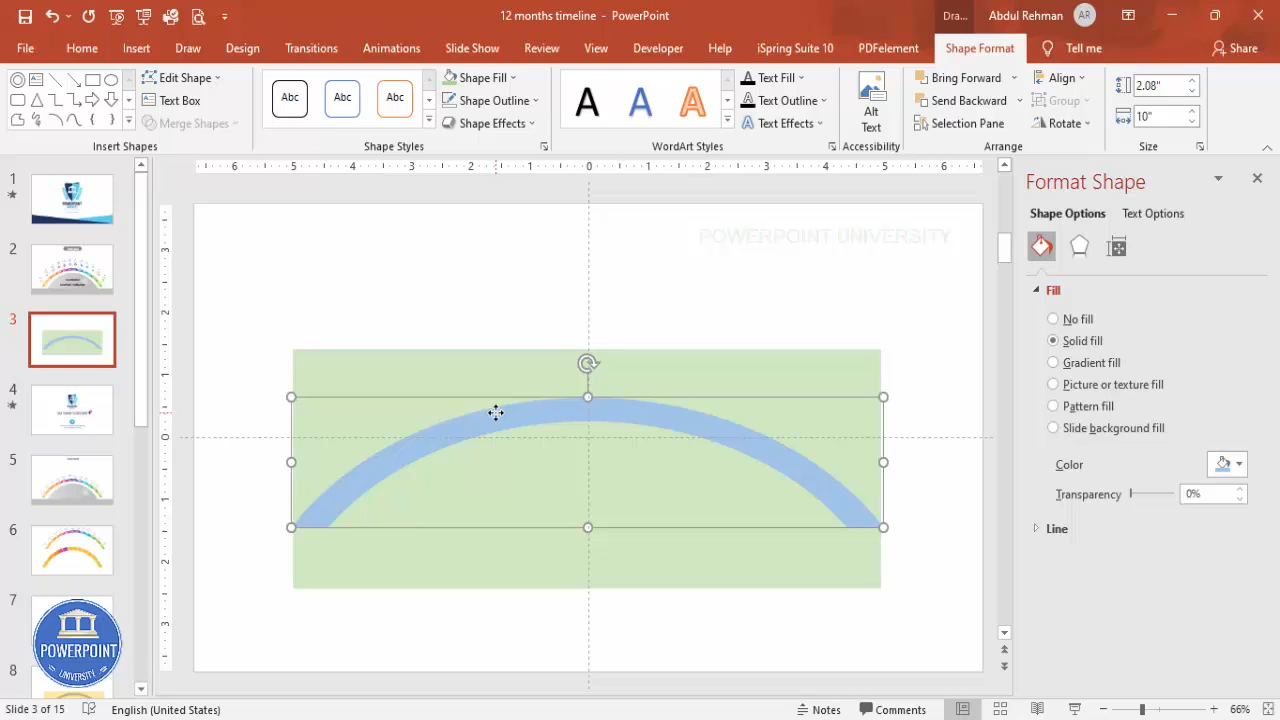 12 months timeline - PowerPoint
Dra...
Abdul Rehman
AR
File
Home
Insert
Draw
Design
Transitions
Animations
Slide Show
Review
View
Developer
Help
iSpring Suite 10
PDFelement
Shape Format
Tell me
Share
Edit Shape
Text Box
Merge Shapes
Insert Shapes
Abc
Abc
Abc
Shape Fill
Shape Outline
Shape Effects
Shape Styles
A
A
A
Text Fill
Text Outline
Text Effects
WordArt Styles
Alt
Text
Accessibility
Bring Forward
Send Backward
Selection Pane
Align
Group
Rotate
Arrange
2.08"
10"
Size
6 5 4 3 2 1 0 1 2 3 4 5 6
3
2
1
0
1
2
3
1
2
3
4
5
6
7
8
POWERPOINT
UNIVERSITY
POWERPOINT UNIVERSITY
Format Shape
Shape Options
Text Options
Fill
No fill
Solid fill
Gradient fill
Picture or texture fill
Pattern fill
Slide background fill
Color
Transparency
0%
Line
Slide 3 of 15
English (United States)
Notes
Comments
66%